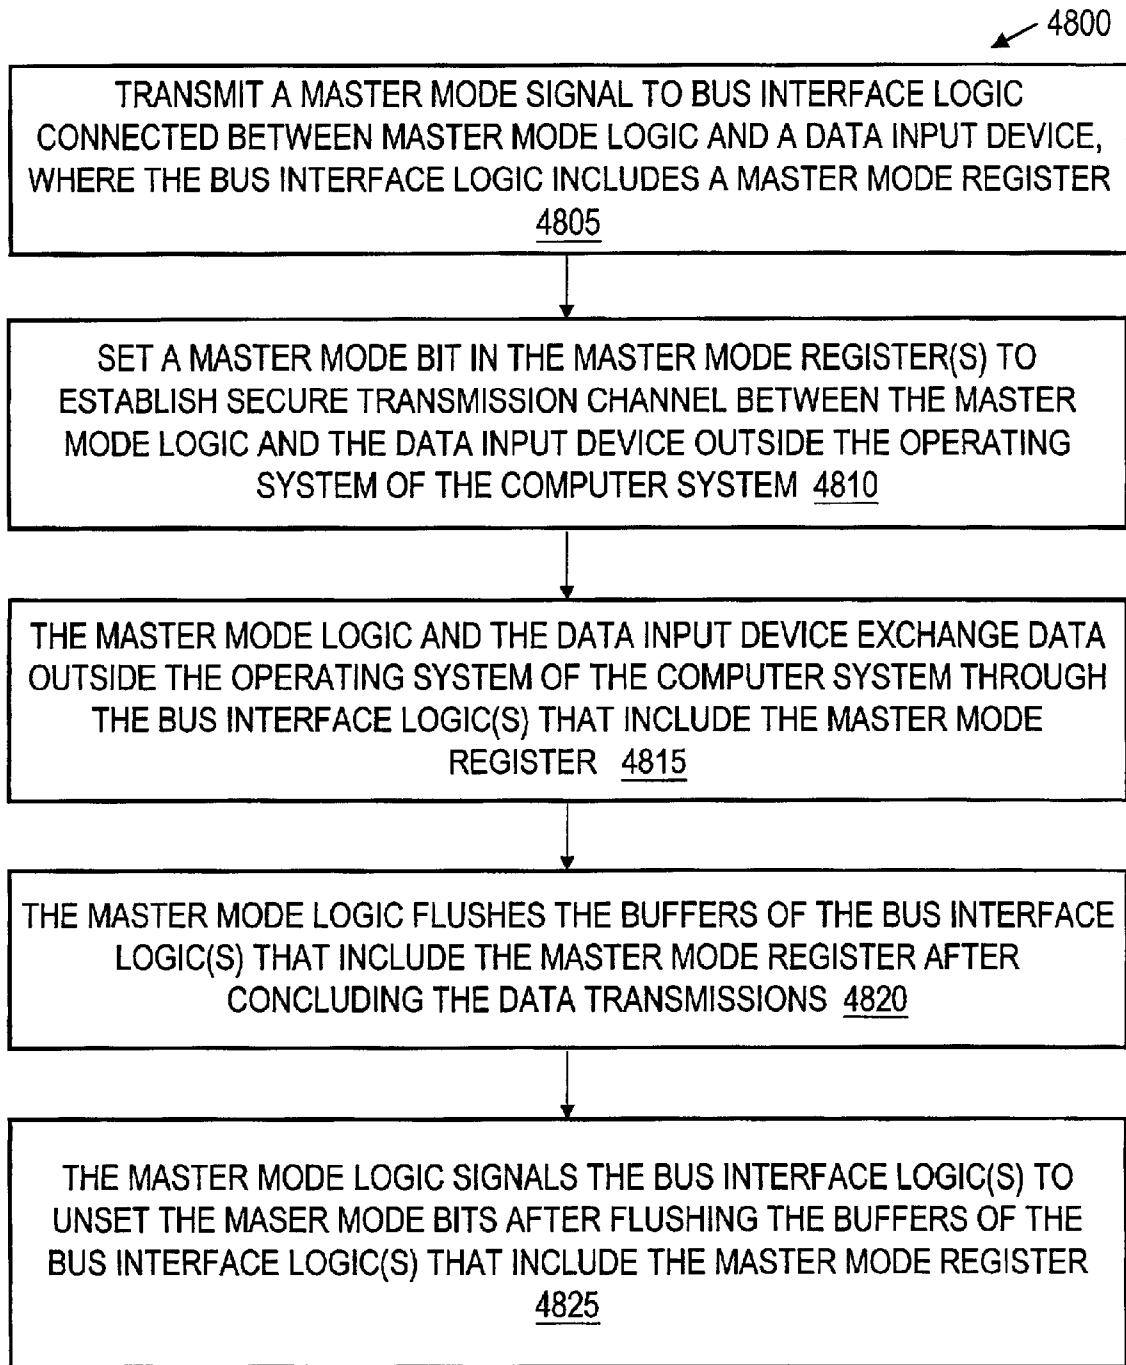 4800
TRANSMIT A MASTER MODE SIGNAL TO BUS INTERFACE LOGIC
CONNECTED BETWEEN MASTER MODE LOGIC AND A DATA INPUT DEVICE,
WHERE THE BUS INTERFACE LOGIC INCLUDES A MASTER MODE REGISTER
4805
SET A MASTER MODE BIT IN THE MASTER MODE REGISTER(S) TO
ESTABLISH SECURE TRANSMISSION CHANNEL BETWEEN THE MASTER
MODE LOGIC AND THE DATA INPUT DEVICE OUTSIDE THE OPERATING
SYSTEM OF THE COMPUTER SYSTEM 4810
THE MASTER MODE LOGIC AND THE DATA INPUT DEVICE EXCHANGE DATA
OUTSIDE THE OPERATING SYSTEM OF THE COMPUTER SYSTEM THROUGH
THE BUS INTERFACE LOGIC(S) THAT INCLUDE THE MASTER MODE
REGISTER 4815
THE MASTER MODE LOGIC FLUSHES THE BUFFERS OF THE BUS INTERFACE
LOGIC(S) THAT INCLUDE THE MASTER MODE REGISTER AFTER
CONCLUDING THE DATA TRANSMISSIONS 4820
THE MASTER MODE LOGIC SIGNALS THE BUS INTERFACE LOGIC(S) TO
UNSET THE MASER MODE BITS AFTER FLUSHING THE BUFFERS OF THE
BUS INTERFACE LOGIC(S) THAT INCLUDE THE MASTER MODE REGISTER
4825